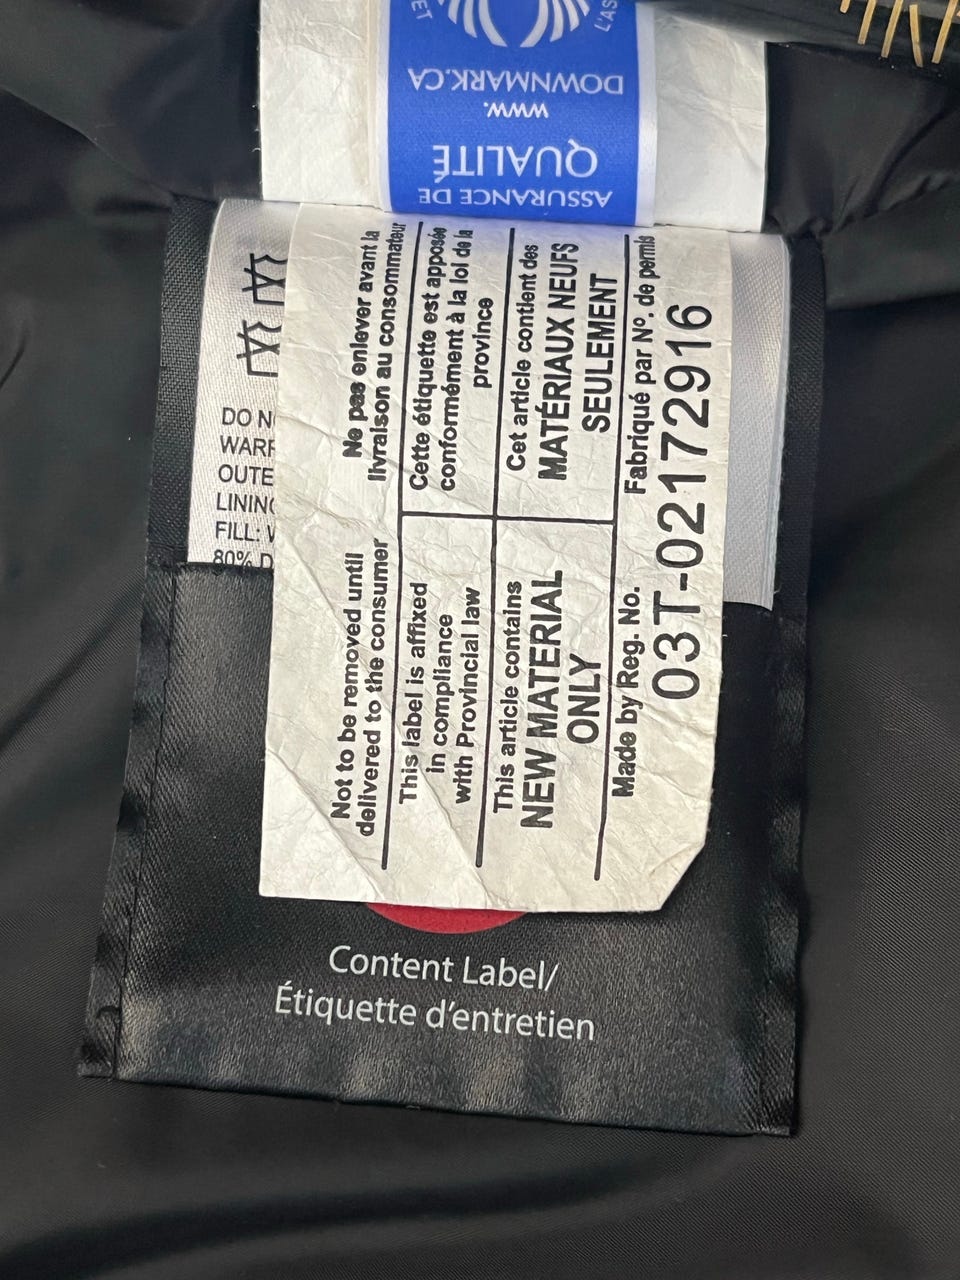 ASSURANCE DE
QUALITÉ
WWW.
DOWNMARK.CA
DO
WARR
OUTE
LINING
FILL:
80%
Not to be removed until
delivered to the consumer
Ne pas enlever avant la
livraison au consommateur
This label is affixed
in compliance
with Provincial law
Cette étiquette est apposée
conformément à la loi de la
province
This article contains
NEW MATERIAL
ONLY
Cet article contient des
MATÉRIAUX NEUFS
SEULEMENT
Made by Reg. No.
Fabriqué par Nº. de permis
03T-02172916
Content Label/
Étiquette d'entretien